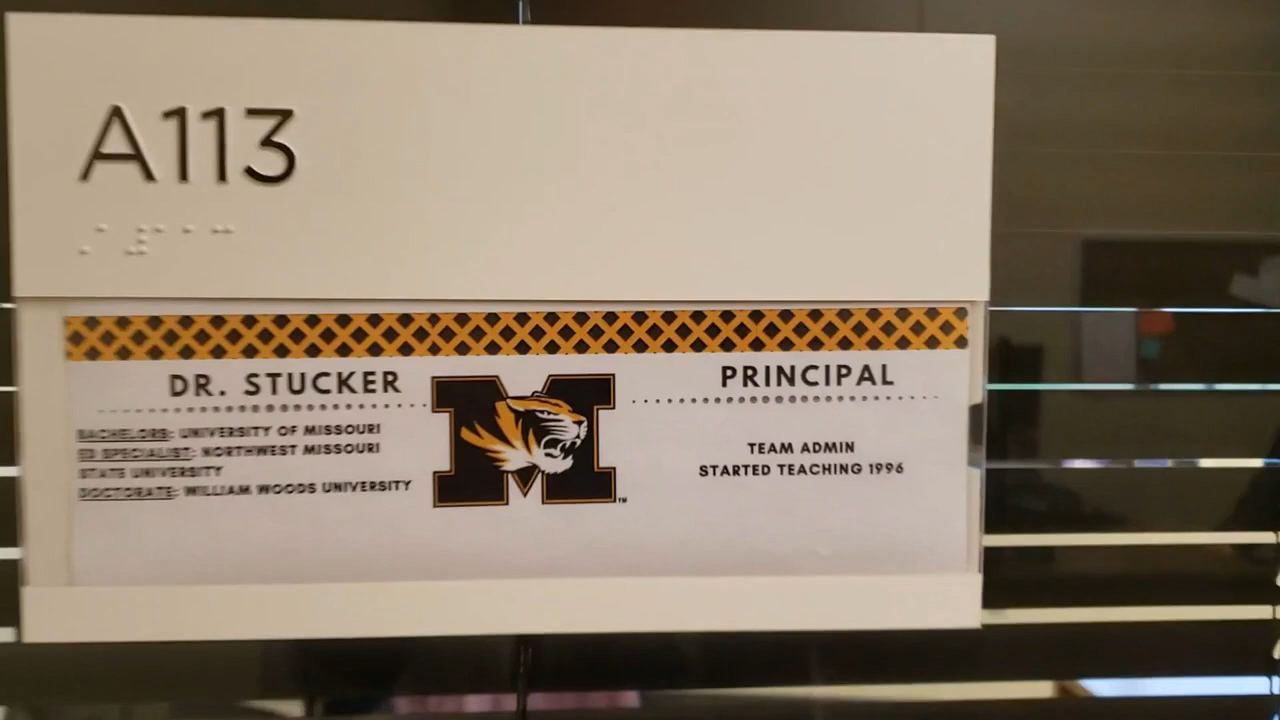 A113
DR. STUCKER
BACHELORS: UNIVERSITY OF MISSOURI
ED SPECIALIST: NORTHWEST MISSOURI
STATE UNIVERSITY
DOCTORATE: WILLIAM WOODS UNIVERSITY
M
TM
PRINCIPAL
TEAM ADMIN
STARTED TEACHING 1996